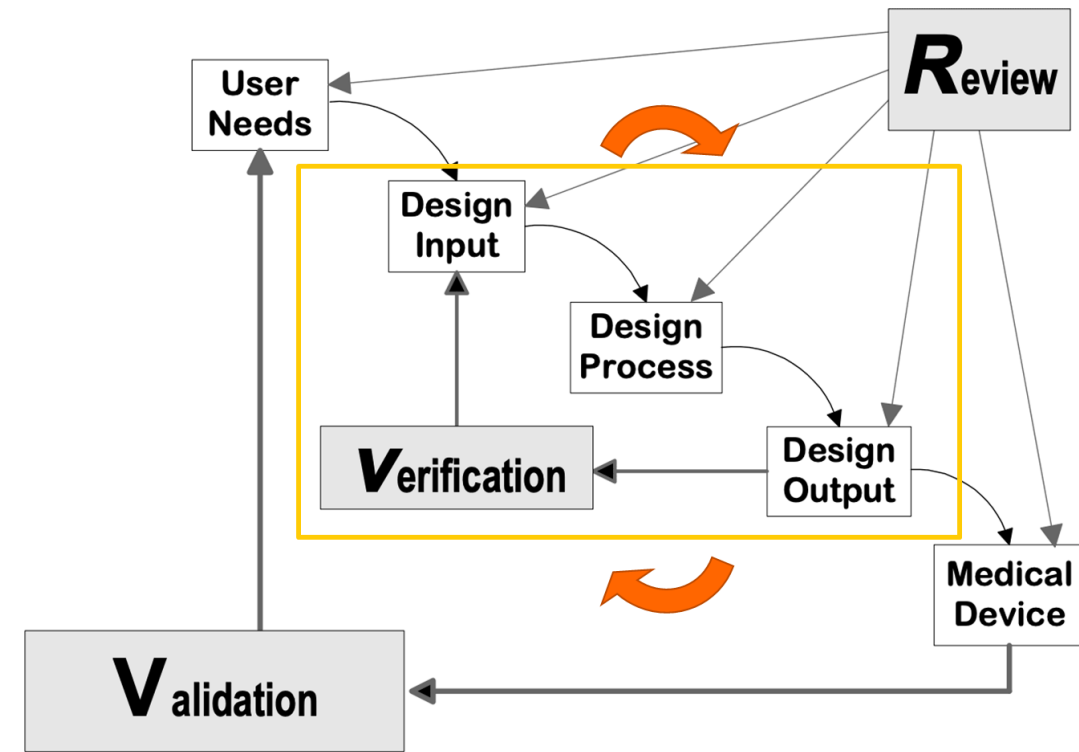 Review
User
Needs
Design
Input
Design
Process
Verification
Design
Output
Medical
Device
Validation